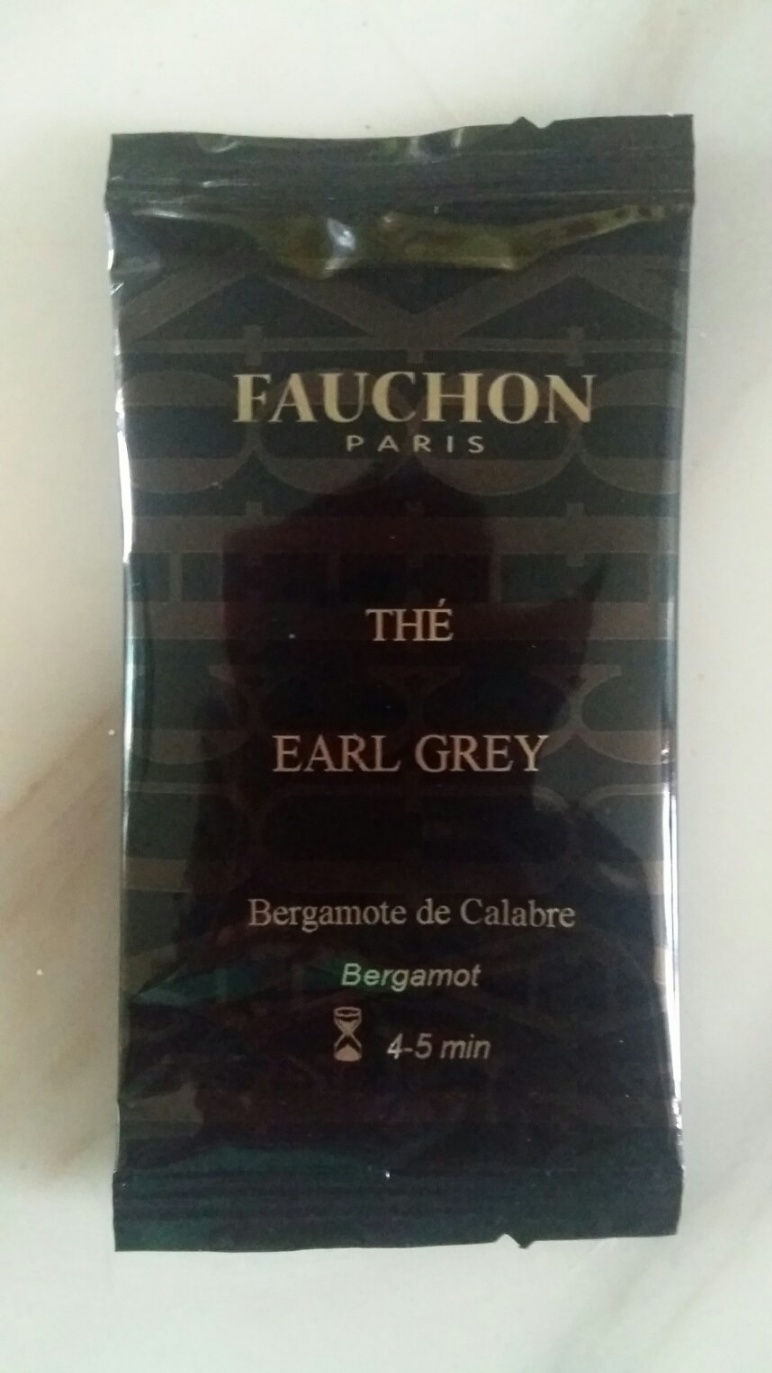 FAUCHON
PARIS
THÉ
EARL GREY
Bergamote de Calabre
Bergamot
4-5 min